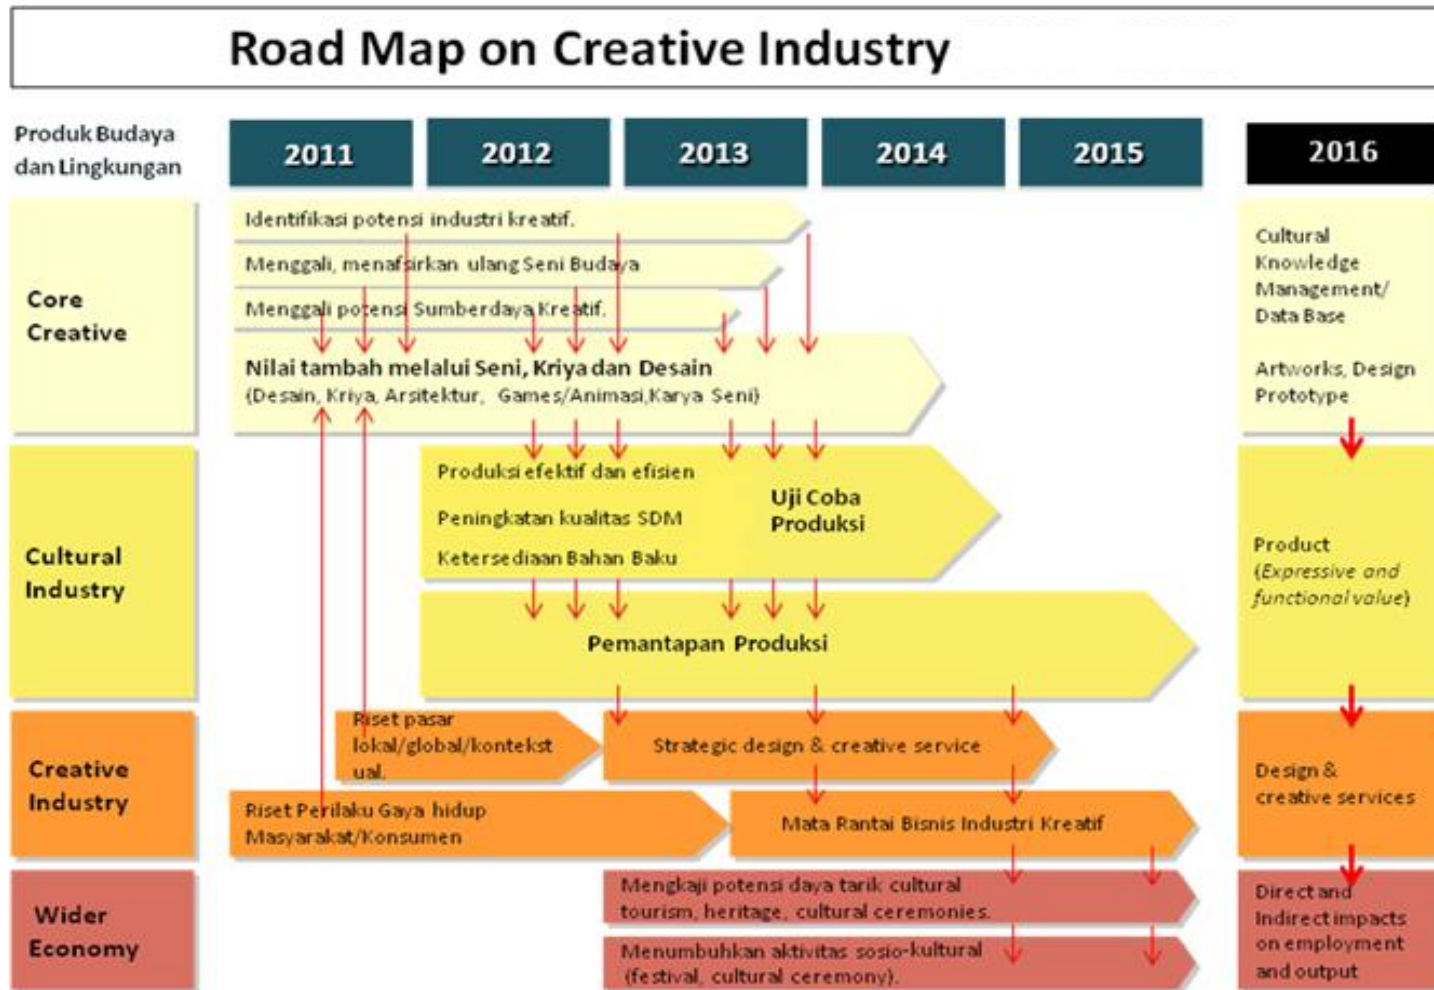 Road Map on Creative Industry
Produk Budaya
dan Lingkungan
2011
2012
2013
2014
2015
2016
Core
Creative
Identifikasi potensi industri kreatif.
Menggali, menafsirkan ulang Seni Budaya
Menggali potensi Sumberdaya Kreatif.
Nilai tambah melalui Seni, Kriya dan Desain
(Desain, Kriya, Arsitektur, Games/Animasi,Karya Seni)
Cultural
Knowledge
Management/
Data Base
Artworks, Design
Prototype
Cultural
Industry
Produksi efektif dan efisien
Peningkatan kualitas SDM
Ketersediaan Bahan Baku
Uji Coba
Produksi
Pemantapan Produksi
Product
(Expressive and
functional value)
Creative
Industry
Riset pasar
lokal/global/kontekst
ual.
Strategic design & creative service
Riset Perilaku Gaya hidup
Masyarakat/Konsumen
Mata Rantai Bisnis Industri Kreatif
Design &
creative services
Wider
Economy
Mengkaji potensi daya tarik cultural
tourism, heritage, cultural ceremonies.
Menumbuhkan aktivitas sosio-kultural
(festival, cultural ceremony).
Direct and
Indirect impacts
on employment
and output